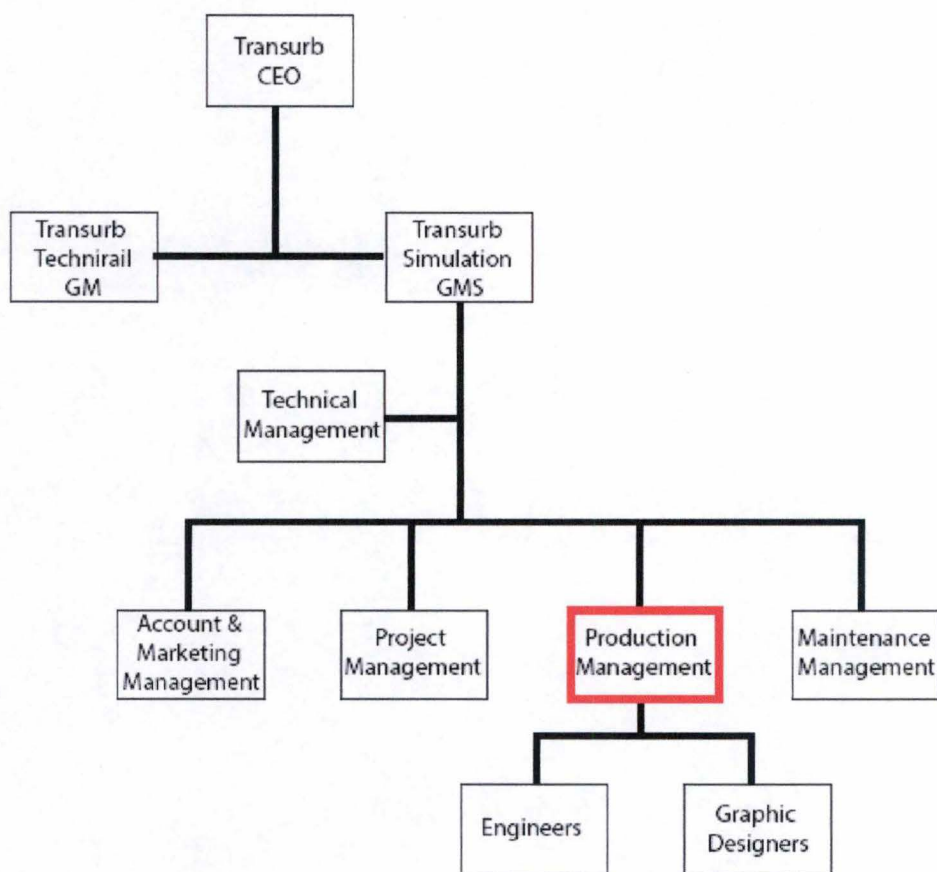 Transurb
CEO
Transurb
Technirail
GM
Transurb
Simulation
GMS
Technical
Management
Account &
Marketing
Management
Project
Management
Production
Management
Maintenance
Management
Engineers
Graphic
Designers